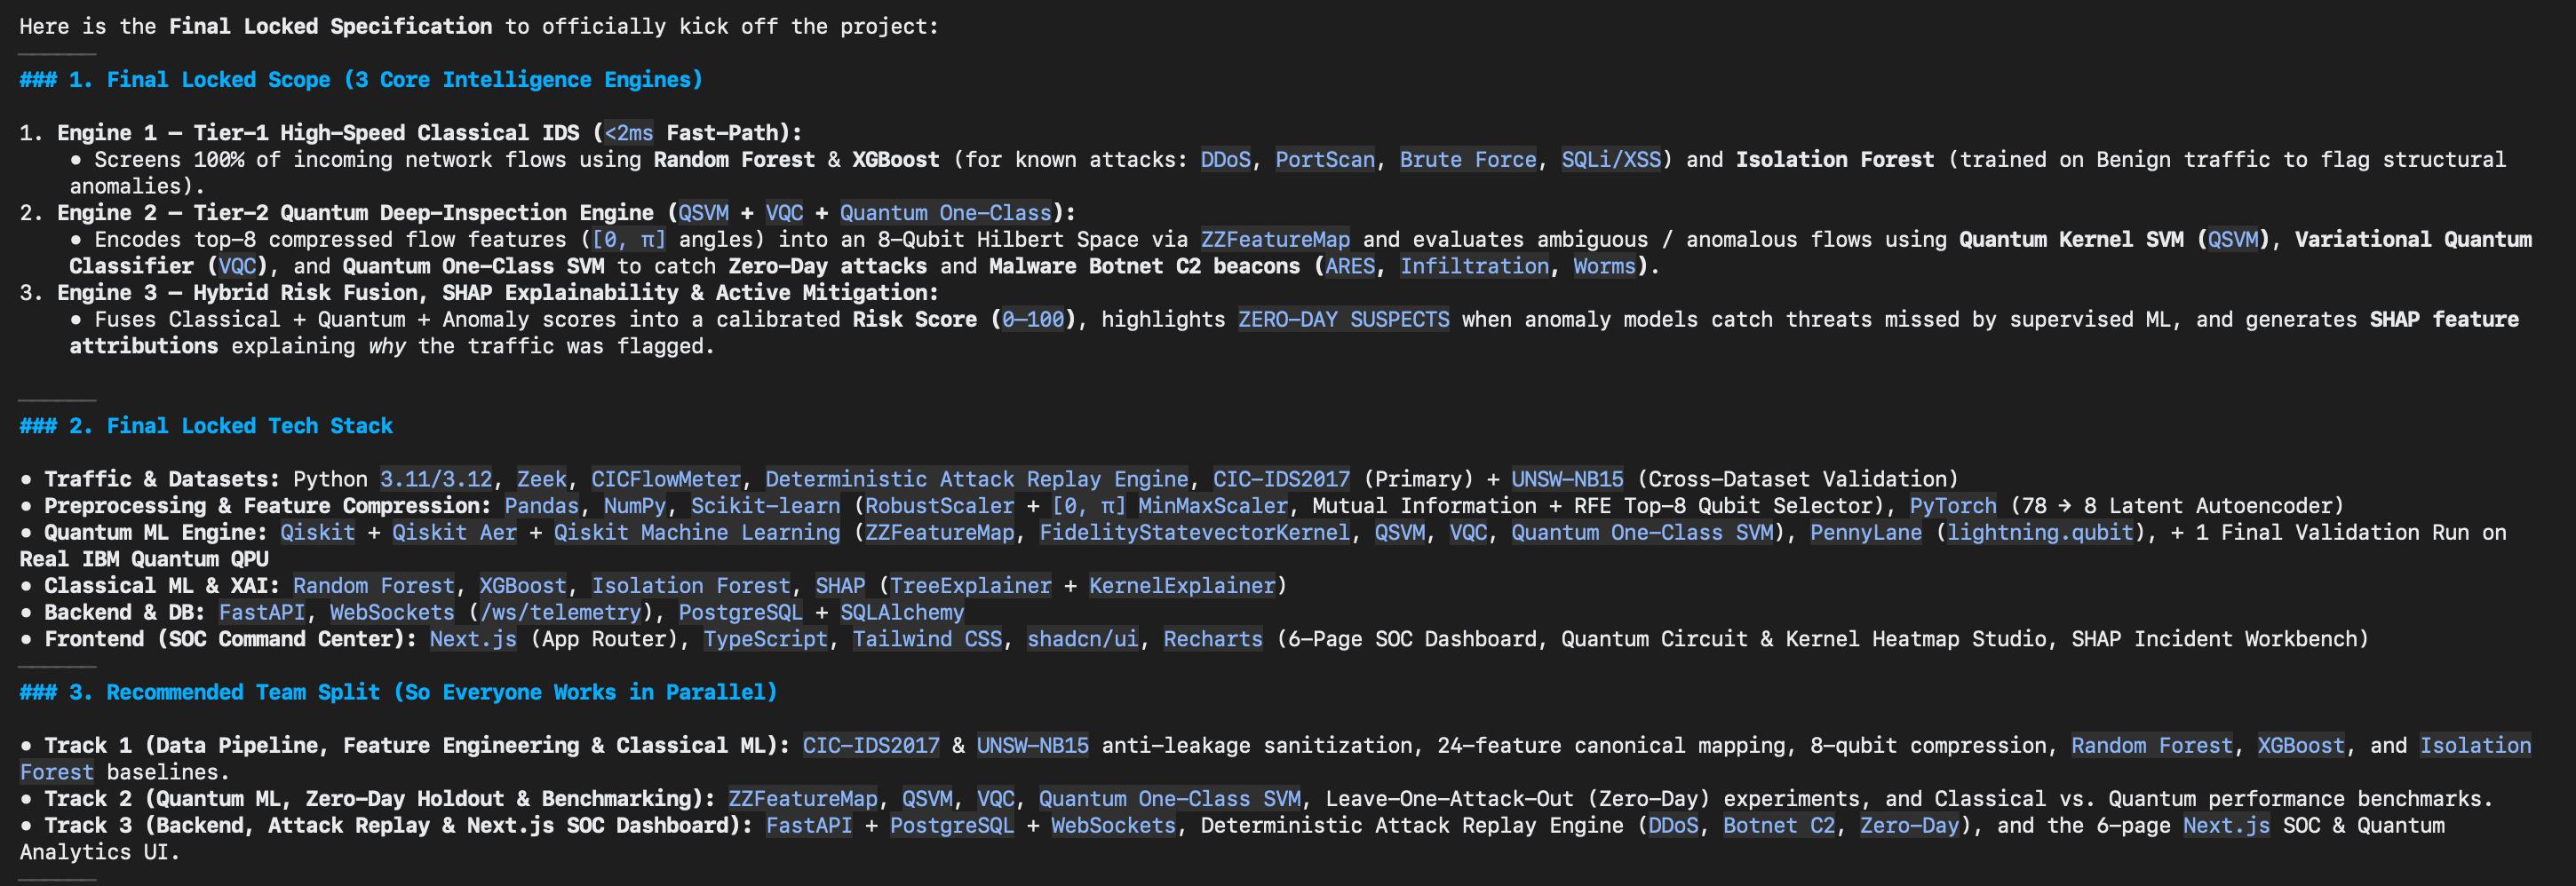 Here is the Final Locked Specification to officially kick off the project:
### 1. Final Locked Scope (3 Core Intelligence Engines)
1. Engine 1 – Tier-1 High-Speed Classical IDS (<2ms Fast-Path):
• Screens 100% of incoming network flows using Random Forest & XGBoost (for known attacks: DDoS, PortScan, Brute Force, SQLi/XSS) and Isolation Forest (trained on Benign traffic to flag structural
anomalies).
2. Engine 2 – Tier-2 Quantum Deep-Inspection Engine (QSVM + VQC + Quantum One-Class):
• Encodes top-8 compressed flow features ([0, π] angles) into an 8-Qubit Hilbert Space via ZZFeatureMap and evaluates ambiguous / anomalous flows using Quantum Kernel SVM (QSVM), Variational Quantum
Classifier (VQC), and Quantum One-Class SVM to catch Zero-Day attacks and Malware Botnet C2 beacons (ARES, Infiltration, Worms).
3. Engine 3 – Hybrid Risk Fusion, SHAP Explainability & Active Mitigation:
• Fuses Classical + Quantum + Anomaly scores into a calibrated Risk Score (0–100), highlights ZERO-DAY SUSPECTS when anomaly models catch threats missed by supervised ML, and generates SHAP feature
attributions explaining why the traffic was flagged.
### 2. Final Locked Tech Stack
• Traffic & Datasets: Python 3.11/3.12, Zeek, CICFlowMeter, Deterministic Attack Replay Engine, CIC-IDS2017 (Primary) + UNSW-NB15 (Cross-Dataset Validation)
• Preprocessing & Feature Compression: Pandas, NumPy, Scikit-learn (RobustScaler + [0, π] MinMaxScaler, Mutual Information + RFE Top-8 Qubit Selector), PyTorch (78 → 8 Latent Autoencoder)
• Quantum ML Engine: Qiskit + Qiskit Aer + Qiskit Machine Learning (ZZFeatureMap, FidelityStatevectorKernel, QSVM, VQC, Quantum One-Class SVM), PennyLane (lightning.qubit), + 1 Final Validation Run on
Real IBM Quantum QPU
• Classical ML & XAI: Random Forest, XGBoost, Isolation Forest, SHAP (TreeExplainer + KernelExplainer)
• Backend & DB: FastAPI, WebSockets (/ws/telemetry), PostgreSQL + SQLAlchemy
• Frontend (SOC Command Center): Next.js (App Router), TypeScript, Tailwind CSS, shadcn/ui, Recharts (6-Page SOC Dashboard, Quantum Circuit & Kernel Heatmap Studio, SHAP Incident Workbench)
### 3. Recommended Team Split (So Everyone Works in Parallel)
• Track 1 (Data Pipeline, Feature Engineering & Classical ML): CIC-IDS2017 & UNSW-NB15 anti-leakage sanitization, 24-feature canonical mapping, 8-qubit compression, Random Forest, XGBoost, and Isolation
Forest baselines.
• Track 2 (Quantum ML, Zero-Day Holdout & Benchmarking): ZZFeatureMap, QSVM, VQC, Quantum One-Class SVM, Leave-One-Attack-Out (Zero-Day) experiments, and Classical vs. Quantum performance benchmarks.
• Track 3 (Backend, Attack Replay & Next.js SOC Dashboard): FastAPI + PostgreSQL + WebSockets, Deterministic Attack Replay Engine (DDoS, Botnet C2, Zero-Day), and the 6-page Next.js SOC & Quantum
Analytics UI.